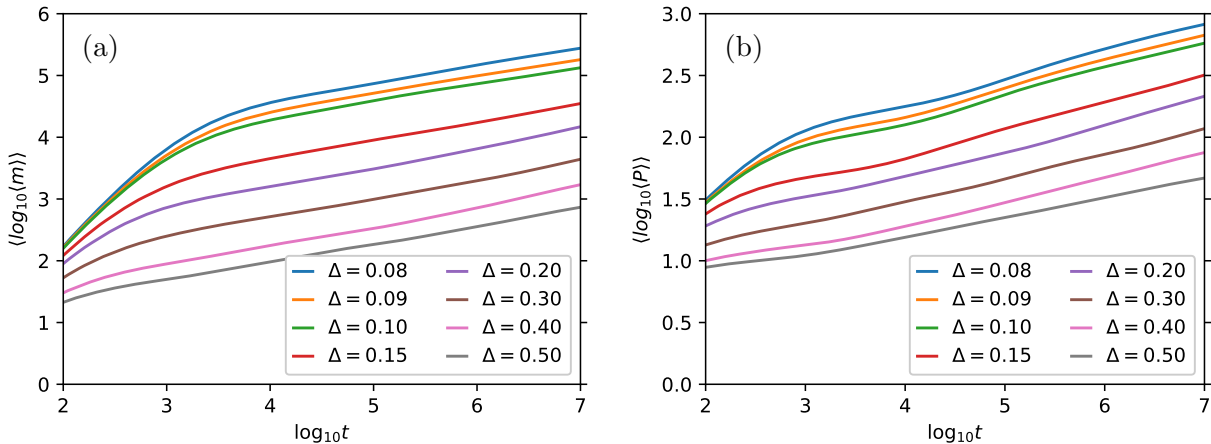 (a)
⟨log₁₀⟨m⟩⟩
6
5
4
3
2
1
0
2 3 4 5 6 7
log₁₀t
Δ = 0.08 Δ = 0.20
Δ = 0.09 Δ = 0.30
Δ = 0.10 Δ = 0.40
Δ = 0.15 Δ = 0.50
(b)
⟨log₁₀⟨P⟩⟩
3.0
2.5
2.0
1.5
1.0
0.5
0.0
2 3 4 5 6 7
log₁₀t
Δ = 0.08 Δ = 0.20
Δ = 0.09 Δ = 0.30
Δ = 0.10 Δ = 0.40
Δ = 0.15 Δ = 0.50